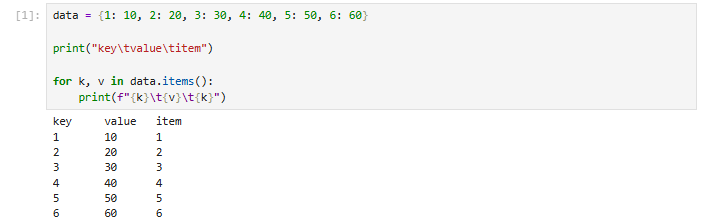 [1]: data = {1: 10, 2: 20, 3: 30, 4: 40, 5: 50, 6: 60}
print("key\tvalue\titem")
for k, v in data.items():
    print(f"{k}\t{v}\t{k}")
key	value	item
1	10	1
2	20	2
3	30	3
4	40	4
5	50	5
6	60	6